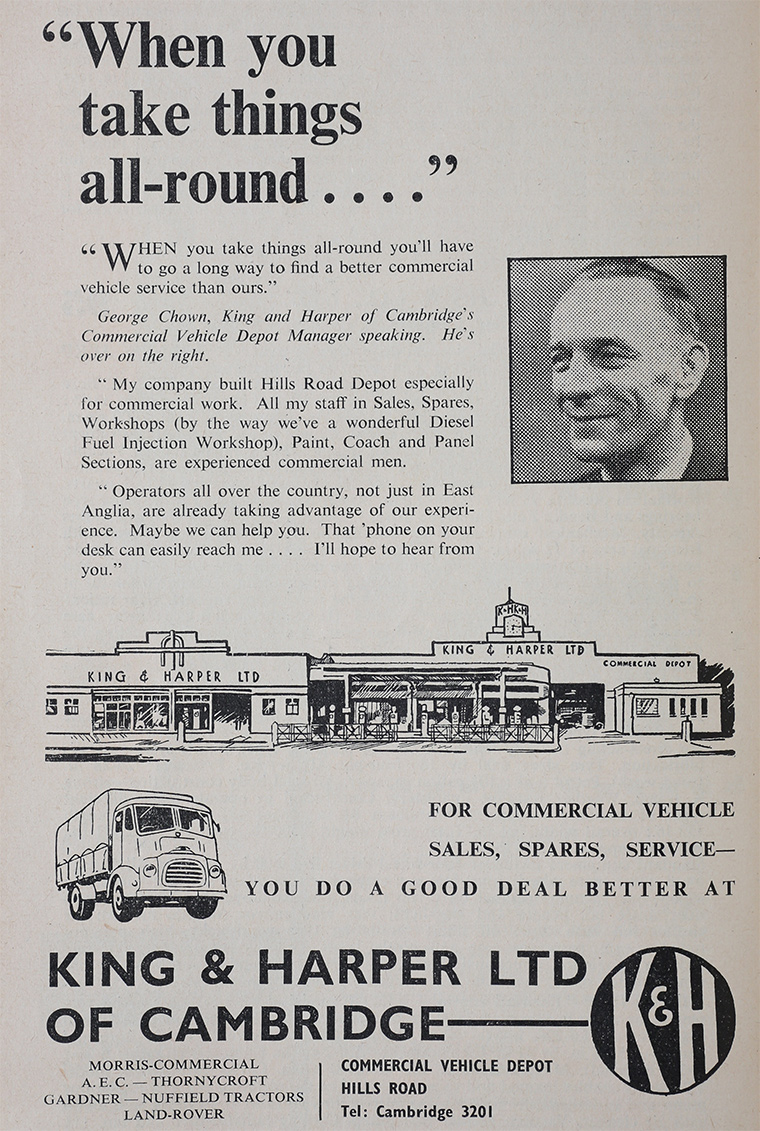 “When you
take things
all-round . . . .”
“WHEN you take things all-round you’ll have
to go a long way to find a better commercial
vehicle service than ours.”
George Chown, King and Harper of Cambridge’s
Commercial Vehicle Depot Manager speaking. He’s
over on the right.
“ My company built Hills Road Depot especially
for commercial work. All my staff in Sales, Spares,
Workshops (by the way we’ve a wonderful Diesel
Fuel Injection Workshop), Paint, Coach and Panel
Sections, are experienced commercial men.
“ Operators all over the country, not just in East
Anglia, are already taking advantage of our experi-
ence. Maybe we can help you. That ’phone on your
desk can easily reach me . . . . I’ll hope to hear from
you.”
K&H K&H
KING & HARPER LTD
COMMERCIAL DEPOT
KING & HARPER LTD
FOR COMMERCIAL VEHICLE
SALES, SPARES, SERVICE—
YOU DO A GOOD DEAL BETTER AT
KING & HARPER LTD
OF CAMBRIDGE—
K&H
MORRIS-COMMERCIAL
A.E.C. — THORNYCROFT
GARDNER — NUFFIELD TRACTORS
LAND-ROVER
COMMERCIAL VEHICLE DEPOT
HILLS ROAD
Tel: Cambridge 3201